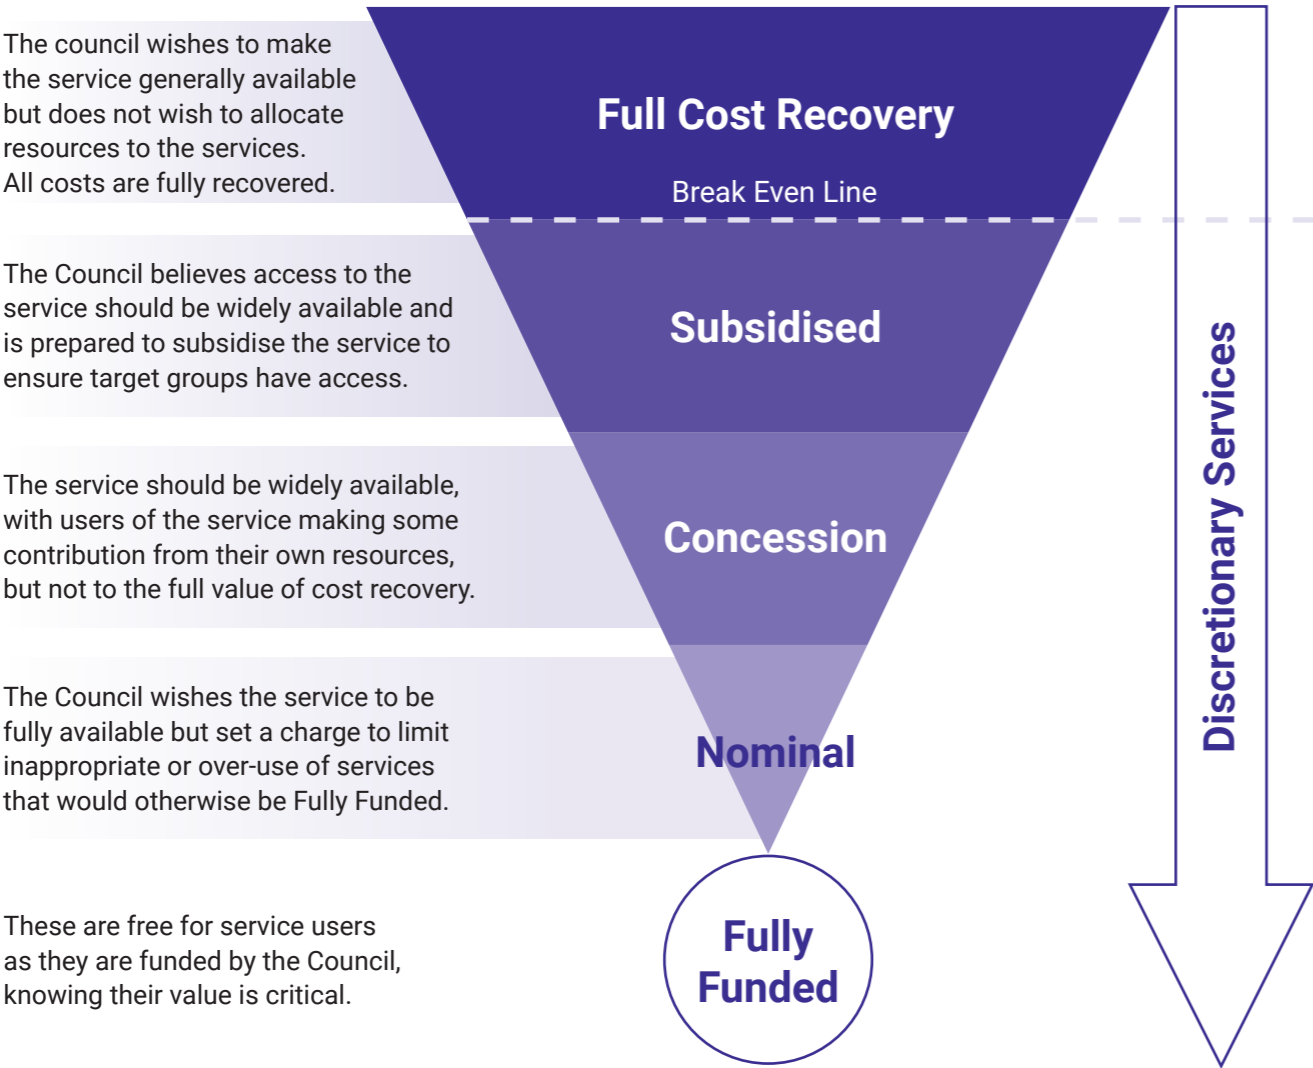 The council wishes to make
the service generally available
but does not wish to allocate
resources to the services.
All costs are fully recovered.
Full Cost Recovery
Break Even Line
The Council believes access to the
service should be widely available and
is prepared to subsidise the service to
ensure target groups have access.
Subsidised
The service should be widely available,
with users of the service making some
contribution from their own resources,
but not to the full value of cost recovery.
Concession
The Council wishes the service to be
fully available but set a charge to limit
inappropriate or over-use of services
that would otherwise be Fully Funded.
Nominal
These are free for service users
as they are funded by the Council,
knowing their value is critical.
Fully
Funded
Discretionary Services